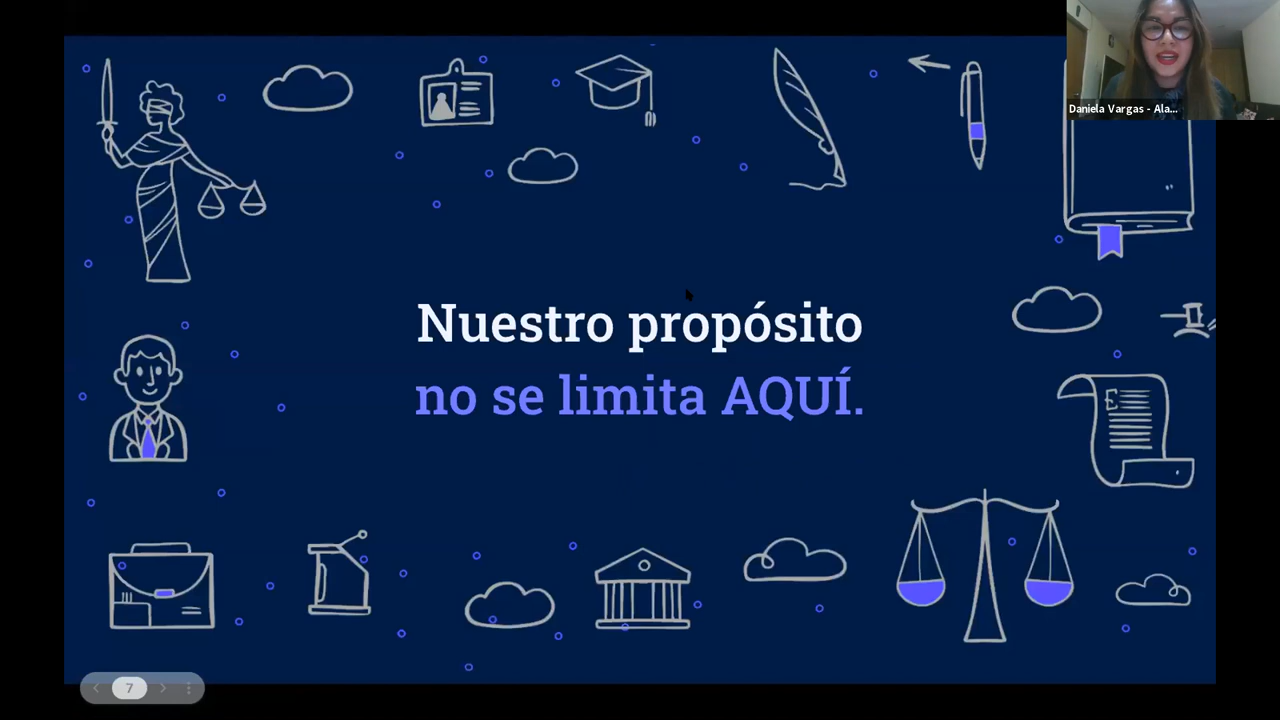 Daniela Vargas - Ala...
Nuestro propósito
no se limita AQUÍ.
7